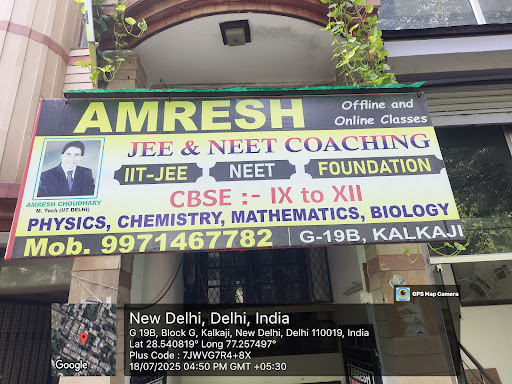 AMRESH
Offline and
Online Classes
JEE & NEET COACHING
IIT-JEE NEET FOUNDATION
CBSE :- IX to XII
AMRESH CHOUDHARY
M. Tech (IIT DELHI)
PHYSICS, CHEMISTRY, MATHEMATICS, BIOLOGY
Mob. 9971467782 G-19B, KALKAJI
GPS Map Camera
New Delhi, Delhi, India
G 19B, Block G, Kalkaji, New Delhi, Delhi 110019, India
Lat 28.540819° Long 77.257497°
Plus Code : 7JWVG7R4+8X
18/07/2025 04:50 PM GMT +05:30
Google